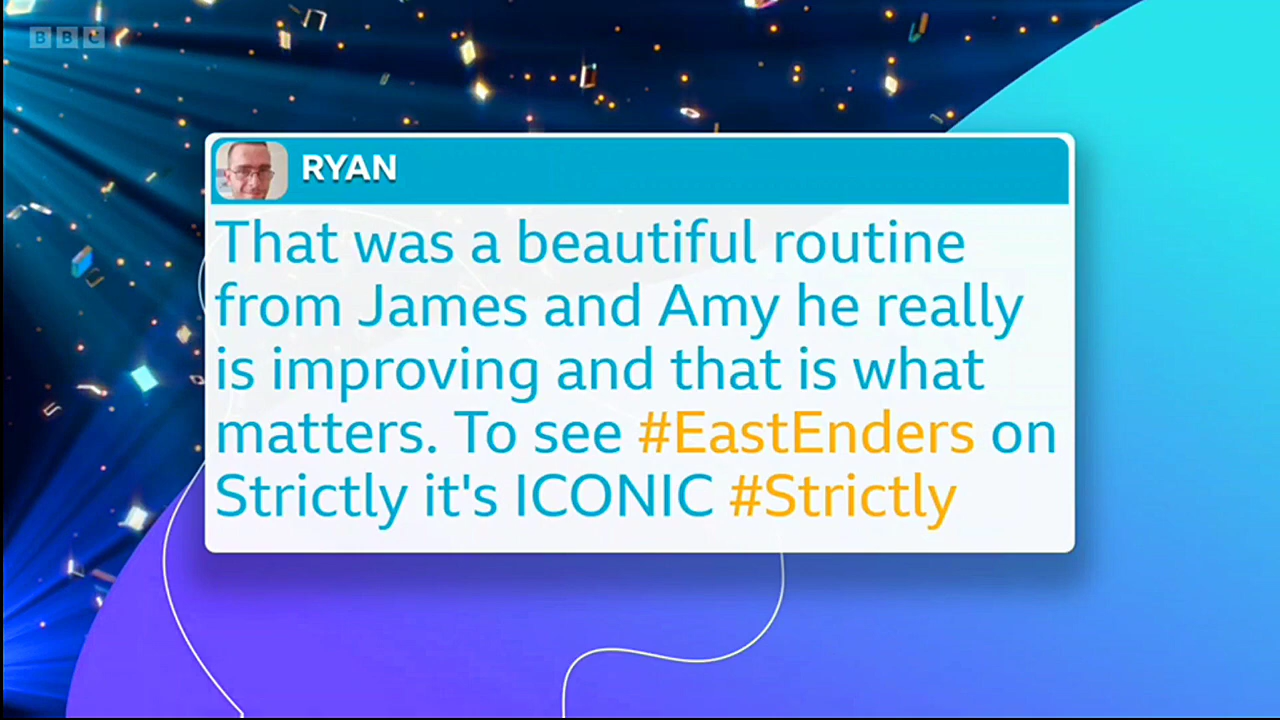 BBC
RYAN
That was a beautiful routine
from James and Amy he really
is improving and that is what
matters. To see #EastEnders on
Strictly it's ICONIC #Strictly